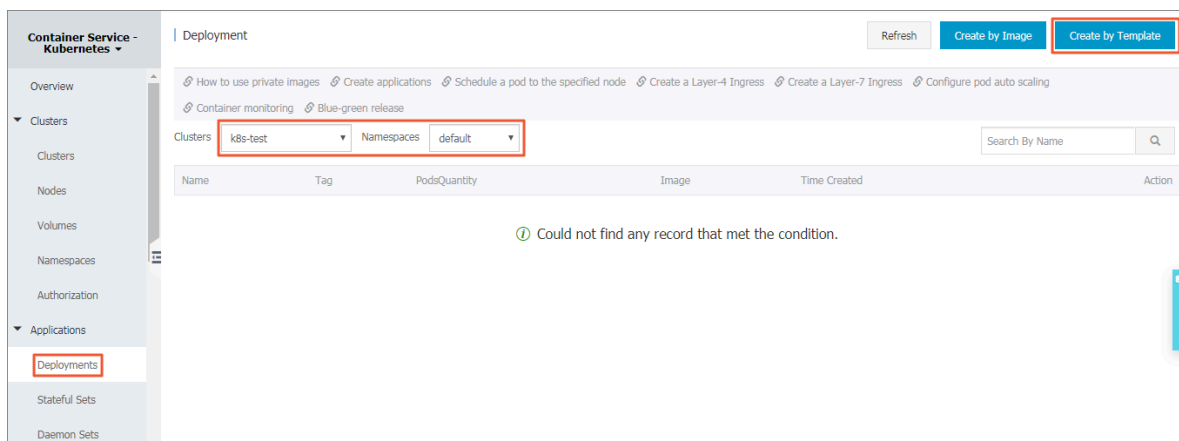 Container Service -
Kubernetes
Overview
Clusters
Clusters
Nodes
Volumes
Namespaces
Authorization
Applications
Deployments
Stateful Sets
Daemon Sets
Deployment
Refresh
Create by Image
Create by Template
How to use private images Create applications Schedule a pod to the specified node Create a Layer-4 Ingress Create a Layer-7 Ingress Configure pod auto scaling
Container monitoring Blue-green release
Clusters k8s-test Namespaces default Search By Name
Name Tag PodsQuantity Image Time Created Action
Could not find any record that met the condition.